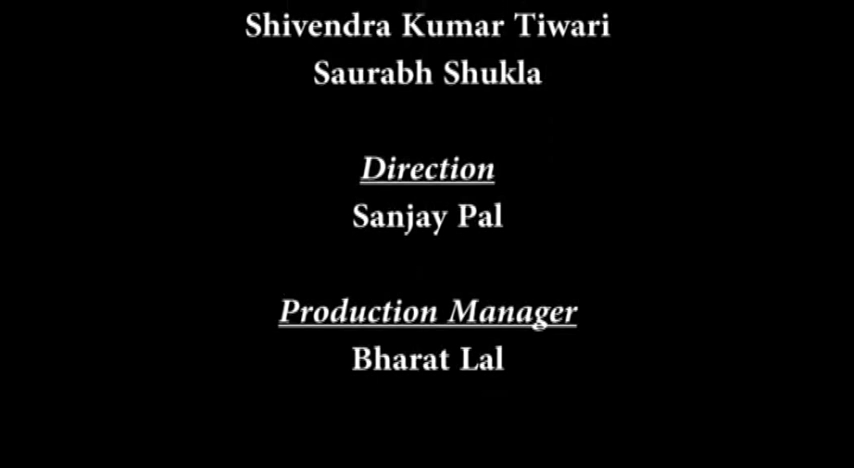 Shivendra Kumar Tiwari
Saurabh Shukla
Direction
Sanjay Pal
Production Manager
Bharat Lal